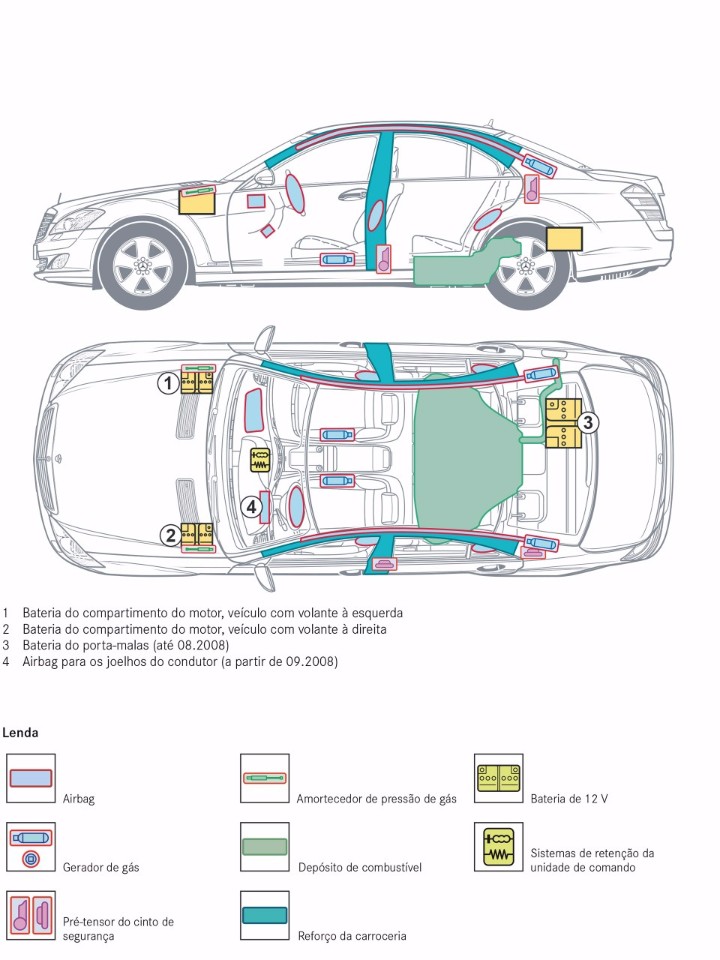 1
2
3
4
1 Bateria do compartimento do motor, veículo com volante à esquerda
2 Bateria do compartimento do motor, veículo com volante à direita
3 Bateria do porta-malas (até 08.2008)
4 Airbag para os joelhos do condutor (a partir de 09.2008)
Lenda
Airbag
Amortecedor de pressão de gás
Bateria de 12 V
Gerador de gás
Depósito de combustível
Sistemas de retenção da
unidade de comando
Pré-tensor do cinto de
segurança
Reforço da carroceria